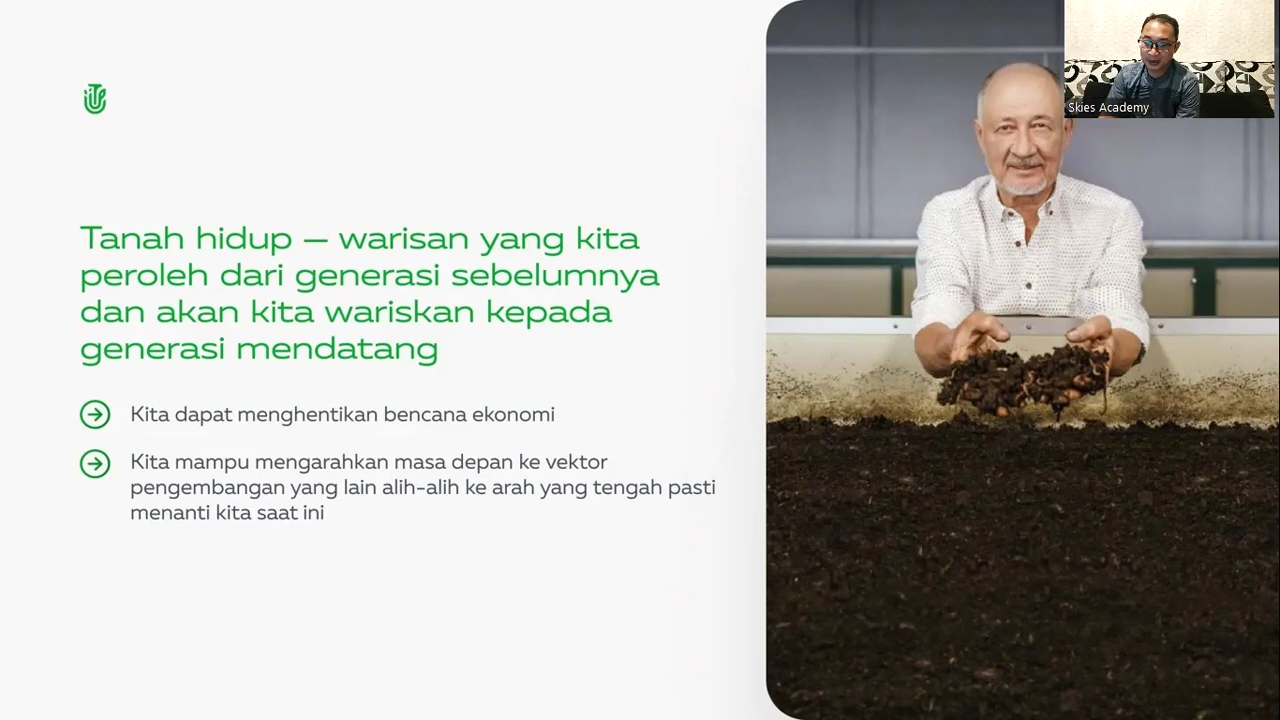 Skies Academy
Tanah hidup — warisan yang kita
peroleh dari generasi sebelumnya
dan akan kita wariskan kepada
generasi mendatang
Kita dapat menghentikan bencana ekonomi
Kita mampu mengarahkan masa depan ke vektor
pengembangan yang lain alih-alih ke arah yang tengah pasti
menanti kita saat ini